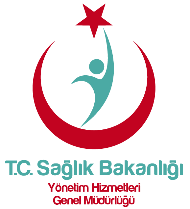 T.C. Sağlık Bakanlığı
Yönetim Hizmetleri
Genel Müdürlüğü